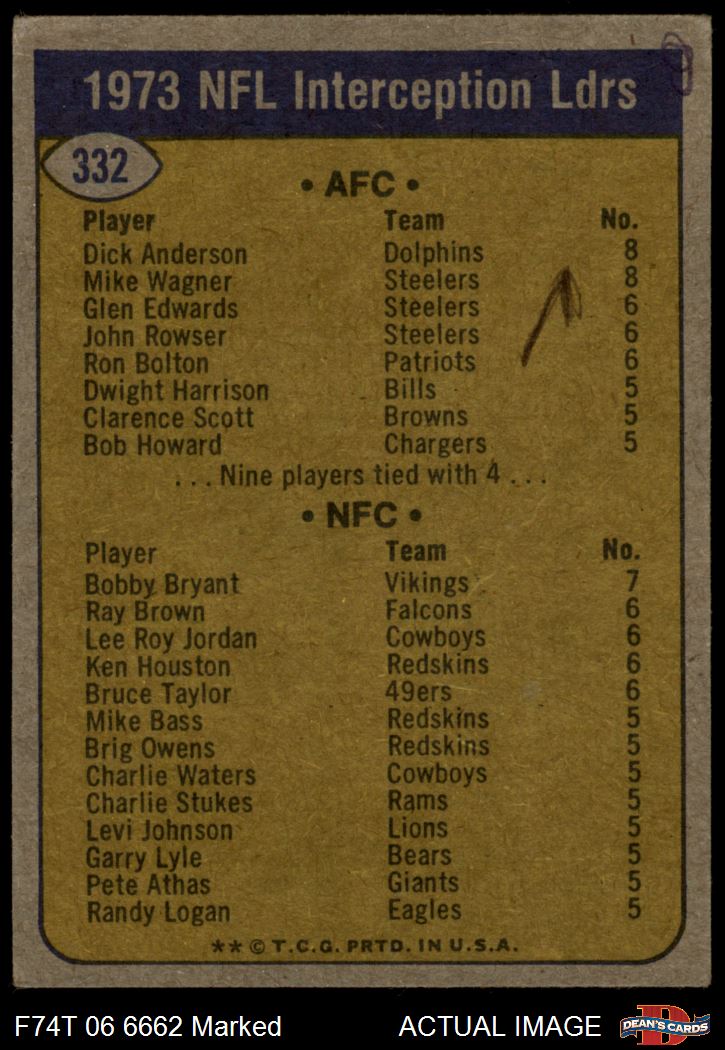 1973 NFL Interception Ldrs
332
• AFC •
Player Team No.
Dick Anderson Dolphins 8
Mike Wagner Steelers 8
Glen Edwards Steelers 6
John Rowser Steelers 6
Ron Bolton Patriots 6
Dwight Harrison Bills 5
Clarence Scott Browns 5
Bob Howard Chargers 5
. . . Nine players tied with 4 . . .
• NFC •
Player Team No.
Bobby Bryant Vikings 7
Ray Brown Falcons 6
Lee Roy Jordan Cowboys 6
Ken Houston Redskins 6
Bruce Taylor 49ers 6
Mike Bass Redskins 5
Brig Owens Redskins 5
Charlie Waters Cowboys 5
Charlie Stukes Rams 5
Levi Johnson Lions 5
Garry Lyle Bears 5
Pete Athas Giants 5
Randy Logan Eagles 5
** © T.C.G. PRTD. IN U.S.A.
F74T 06 6662 Marked ACTUAL IMAGE
D
DEAN'S CARDS